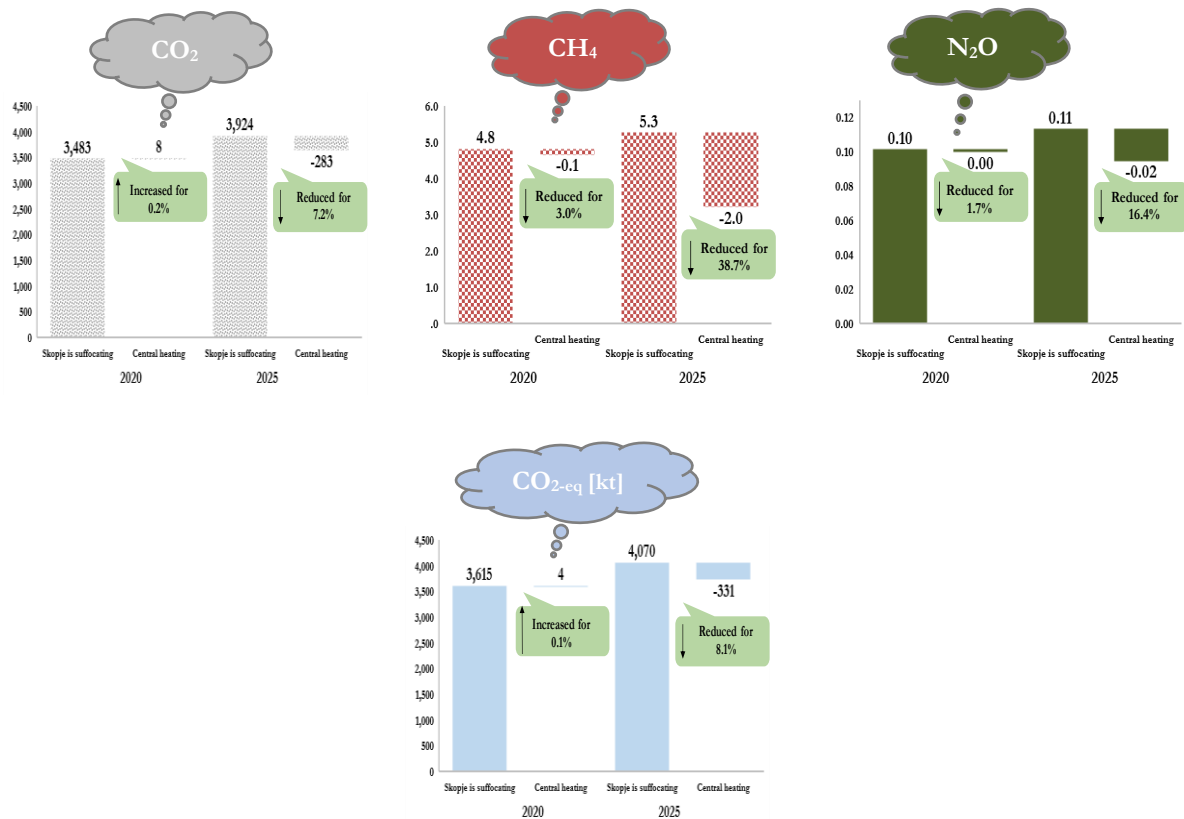 CO₂
4,500
4,000
3,500
3,000
2,500
2,000
1,500
1,000
500
0
3,483
8
3,924
-283
Increased for
0.2%
Reduced for
7.2%
Skopje is suffocating
Central heating
Skopje is suffocating
Central heating
2020
2025
CH₄
6.0
5.0
4.0
3.0
2.0
1.0
.0
4.8
-0.1
5.3
-2.0
Reduced for
3.0%
Reduced for
38.7%
Skopje is suffocating
Central heating
Skopje is suffocating
Central heating
2020
2025
N₂O
0.12
0.10
0.08
0.06
0.04
0.02
0.00
0.10
0.00
0.11
-0.02
Reduced for
1.7%
Reduced for
16.4%
Skopje is suffocating
Central heating
Skopje is suffocating
Central heating
2020
2025
CO₂₋eq [kt]
4,500
4,000
3,500
3,000
2,500
2,000
1,500
1,000
500
0
3,615
4
4,070
-331
Increased for
0.1%
Reduced for
8.1%
Skopje is suffocating
Central heating
Skopje is suffocating
Central heating
2020
2025